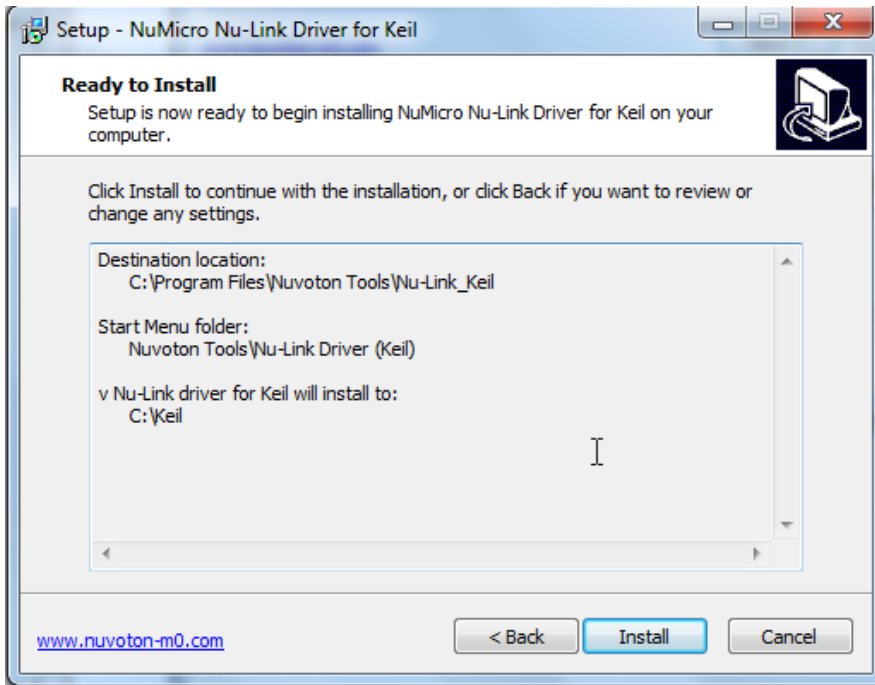 Setup - NuMicro Nu-Link Driver for Keil
Ready to Install
Setup is now ready to begin installing NuMicro Nu-Link Driver for Keil on your
computer.
Click Install to continue with the installation, or click Back if you want to review or
change any settings.
Destination location:
C:\Program Files\Nuvoton Tools\Nu-Link_Keil
Start Menu folder:
Nuvoton Tools\Nu-Link Driver (Keil)
v Nu-Link driver for Keil will install to:
C:\Keil
www.nuvoton-m0.com
< Back
Install
Cancel